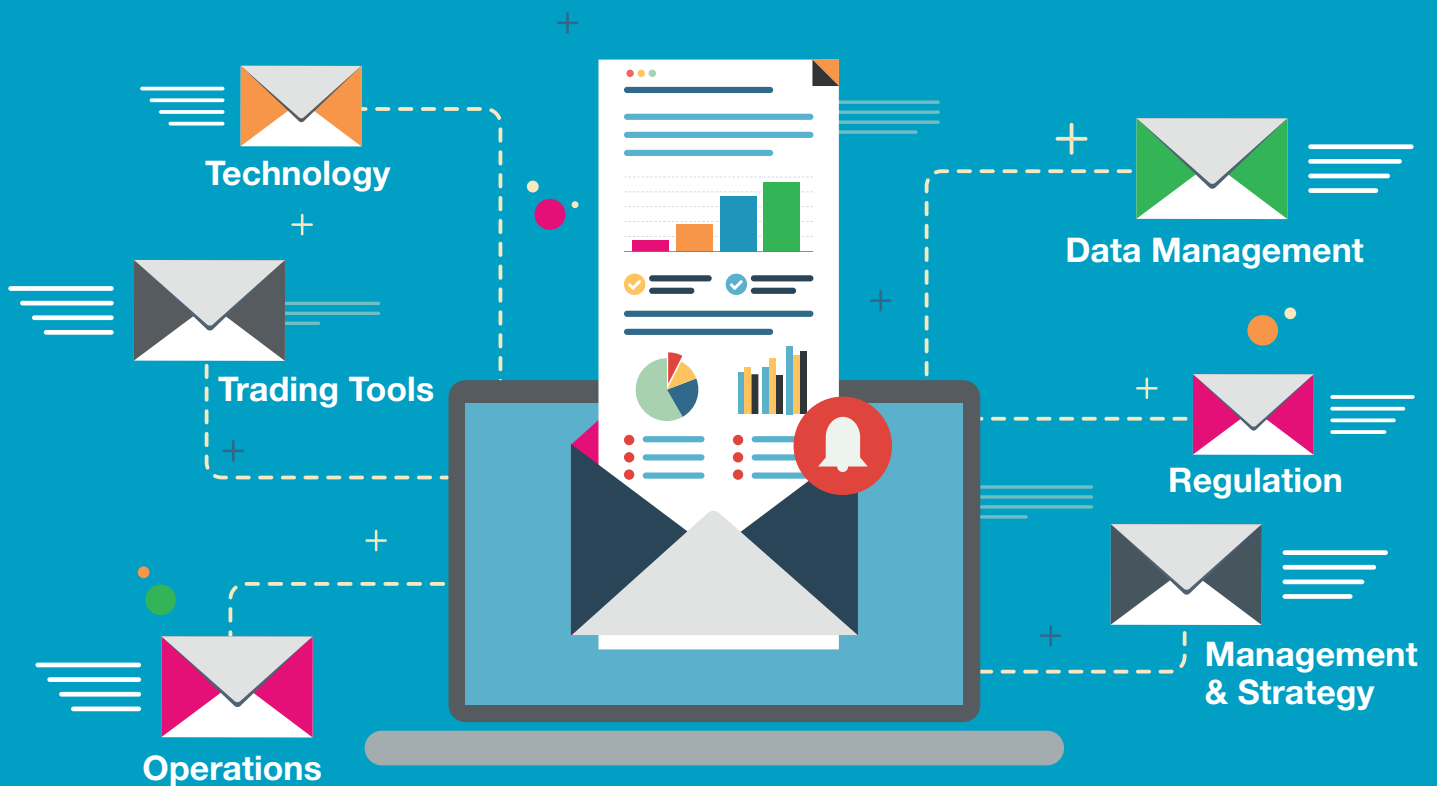 Technology
Trading Tools
Operations
Data Management
Regulation
Management
& Strategy